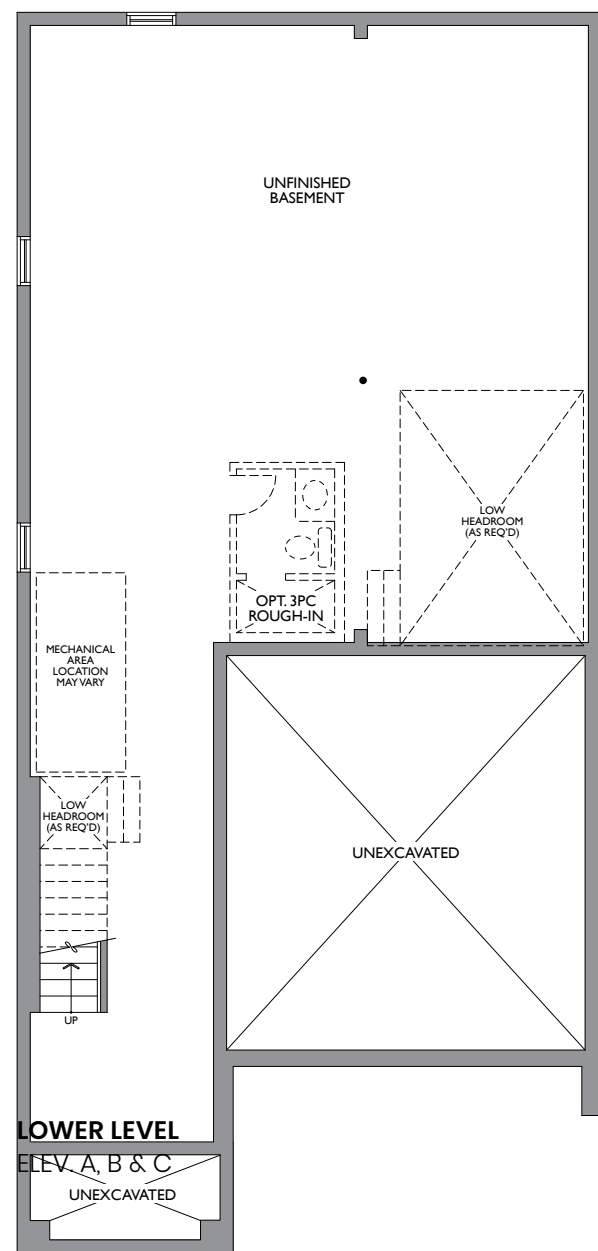 UNFINISHED
BASEMENT
LOW
HEADROOM
(AS REQ'D)
OPT. 3PC
ROUGH-IN
MECHANICAL
AREA
LOCATION
MAY VARY
LOW
HEADROOM
(AS REQ'D)
UNEXCAVATED
UP
LOWER LEVEL
ELEV. A, B & C
UNEXCAVATED